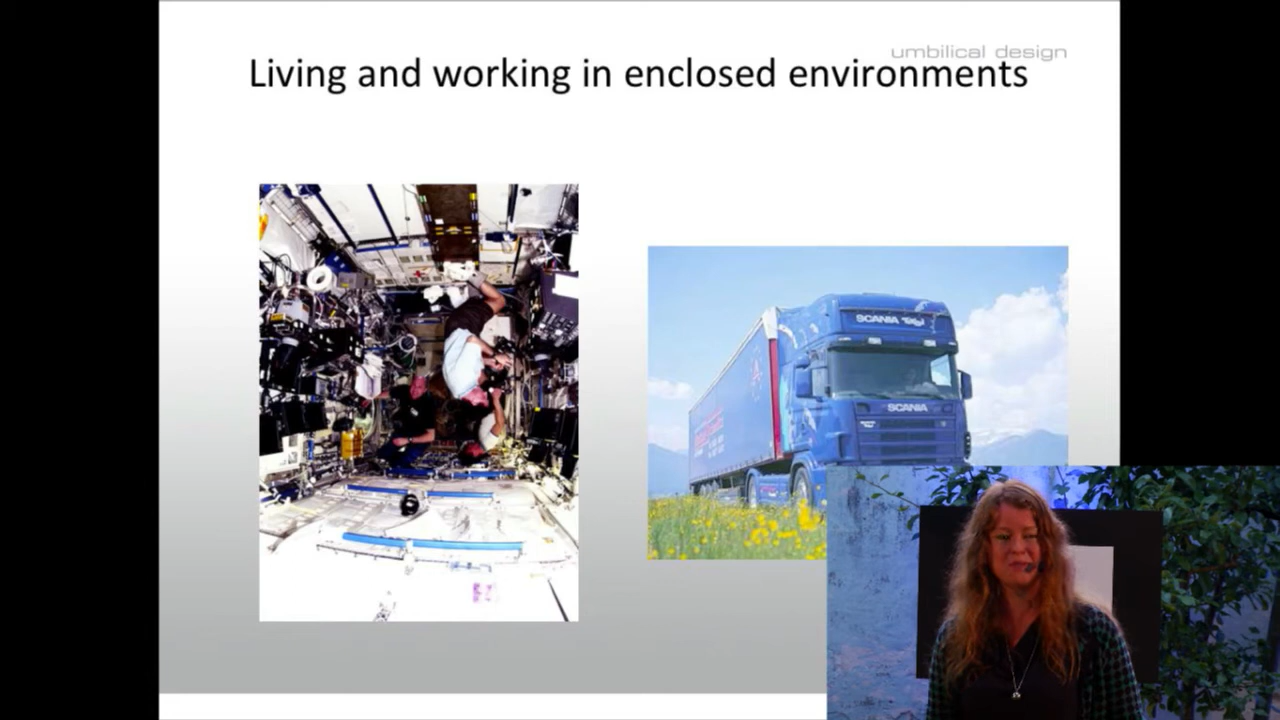 umbilical design
Living and working in enclosed environments
SCANIA
SCANIA